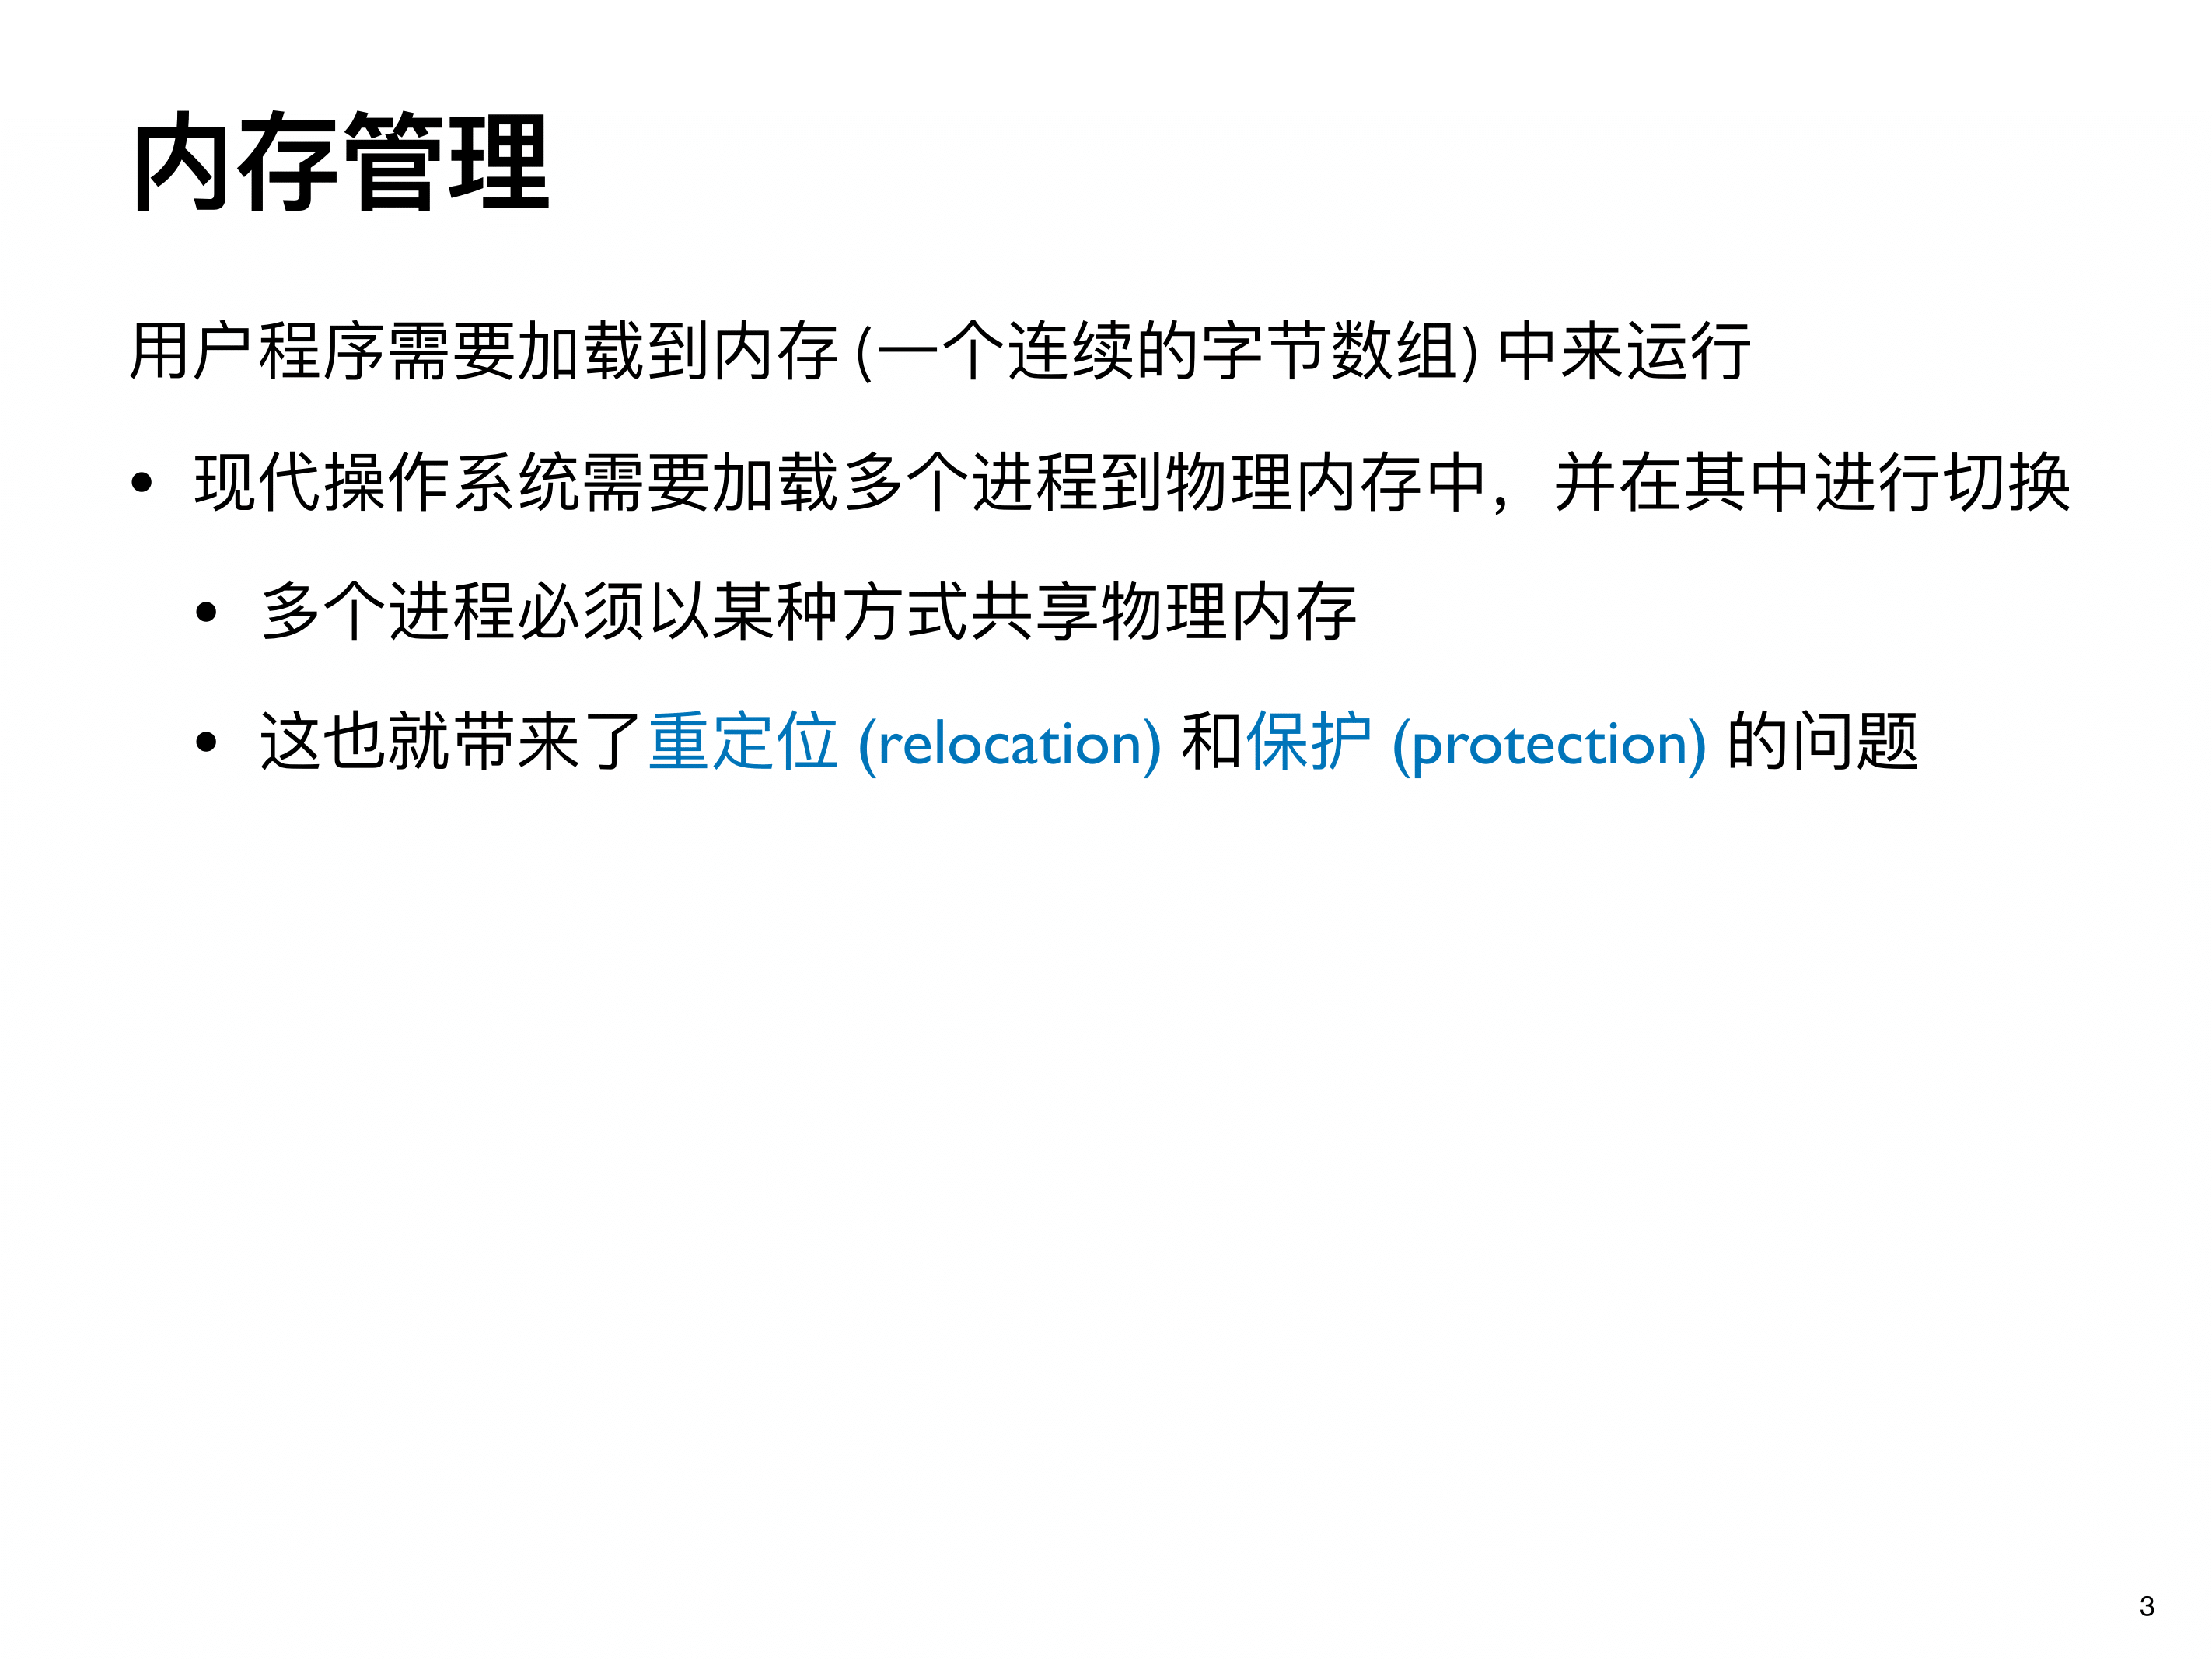 内存管理
用户程序需要加载到内存 (一个连续的字节数组) 中来运行
• 现代操作系统需要加载多个进程到物理内存中，并在其中进行切换
• 多个进程必须以某种方式共享物理内存
• 这也就带来了重定位 (relocation) 和保护 (protection) 的问题
3